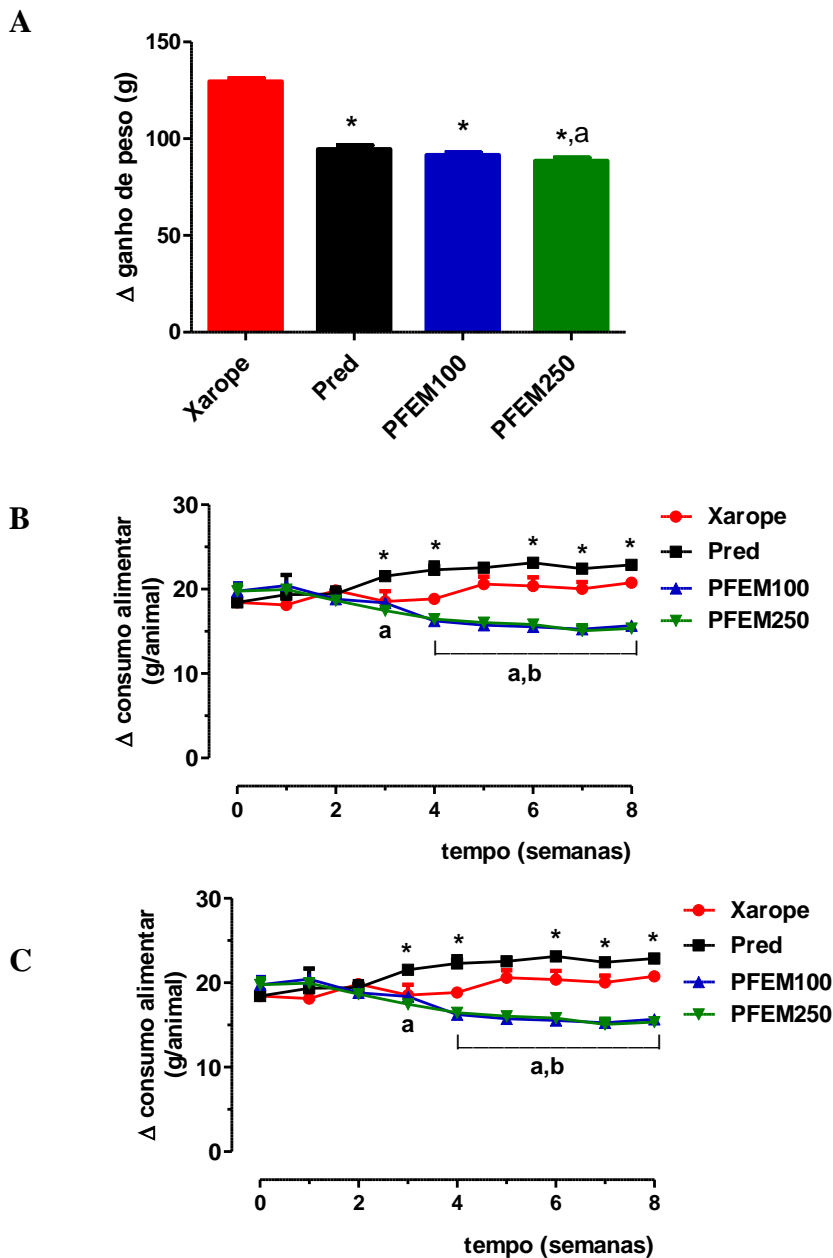 A
Δ ganho de peso (g)
150
100
50
0
*
*
*,a
Xarope
Pred
PFEM100
PFEM250
B
Δ consumo alimentar
(g/animal)
30
20
10
0
* * * * *
a
a,b
0 2 4 6 8
tempo (semanas)
Xarope
Pred
PFEM100
PFEM250
C
Δ consumo alimentar
(g/animal)
30
20
10
0
* * * * *
a
a,b
0 2 4 6 8
tempo (semanas)
Xarope
Pred
PFEM100
PFEM250